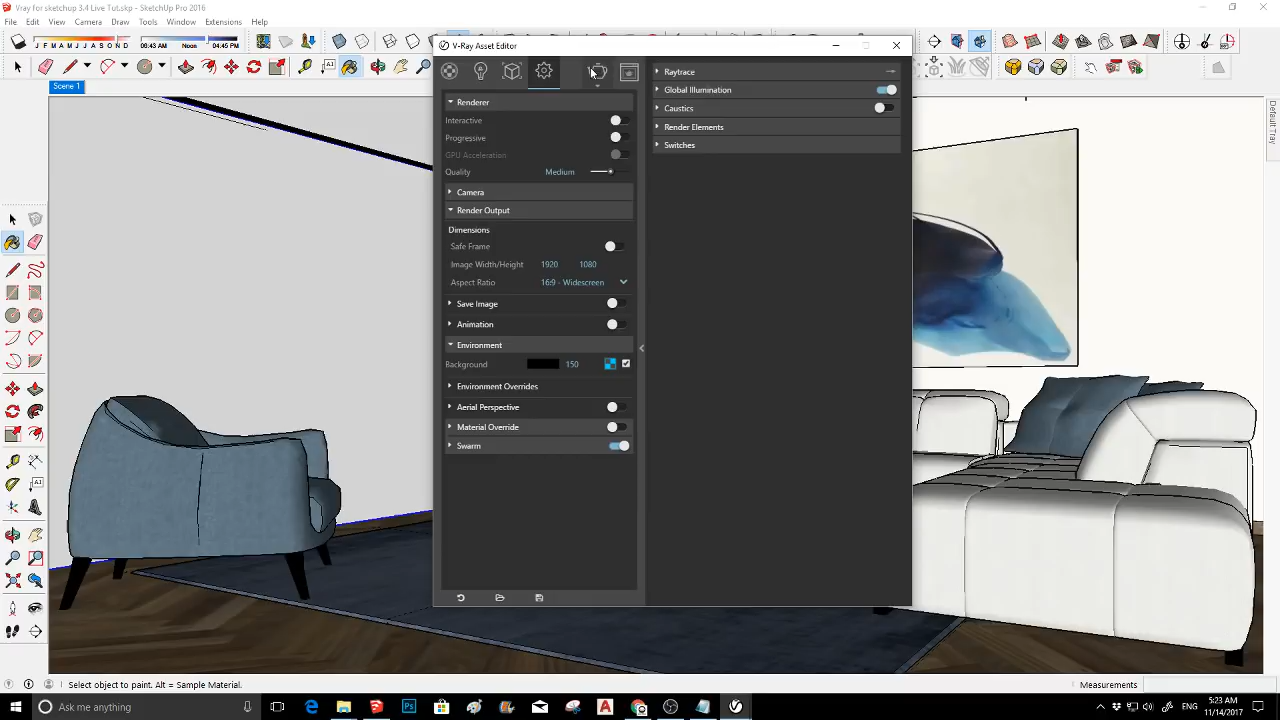 Vray for sketchup 3.4 Live Tut.skp - SketchUp Pro 2016
File Edit View Camera Draw Tools Window Extensions Help
J F M A M J J A S O N D 06:43 AM Noon 04:45 PM
Scene 1
V-Ray Asset Editor
Renderer
Interactive
Progressive
GPU Acceleration
Quality Medium
Camera
Render Output
Dimensions
Safe Frame
Image Width/Height 1920 1080
Aspect Ratio 16:9 - Widescreen
Save Image
Animation
Environment
Background 150
Environment Overrides
Aerial Perspective
Material Override
Swarm
Raytrace
Global Illumination
Caustics
Render Elements
Switches
Default Tray
Select object to paint. Alt = Sample Material.
Measurements
Ask me anything
5:23 AM
11/14/2017